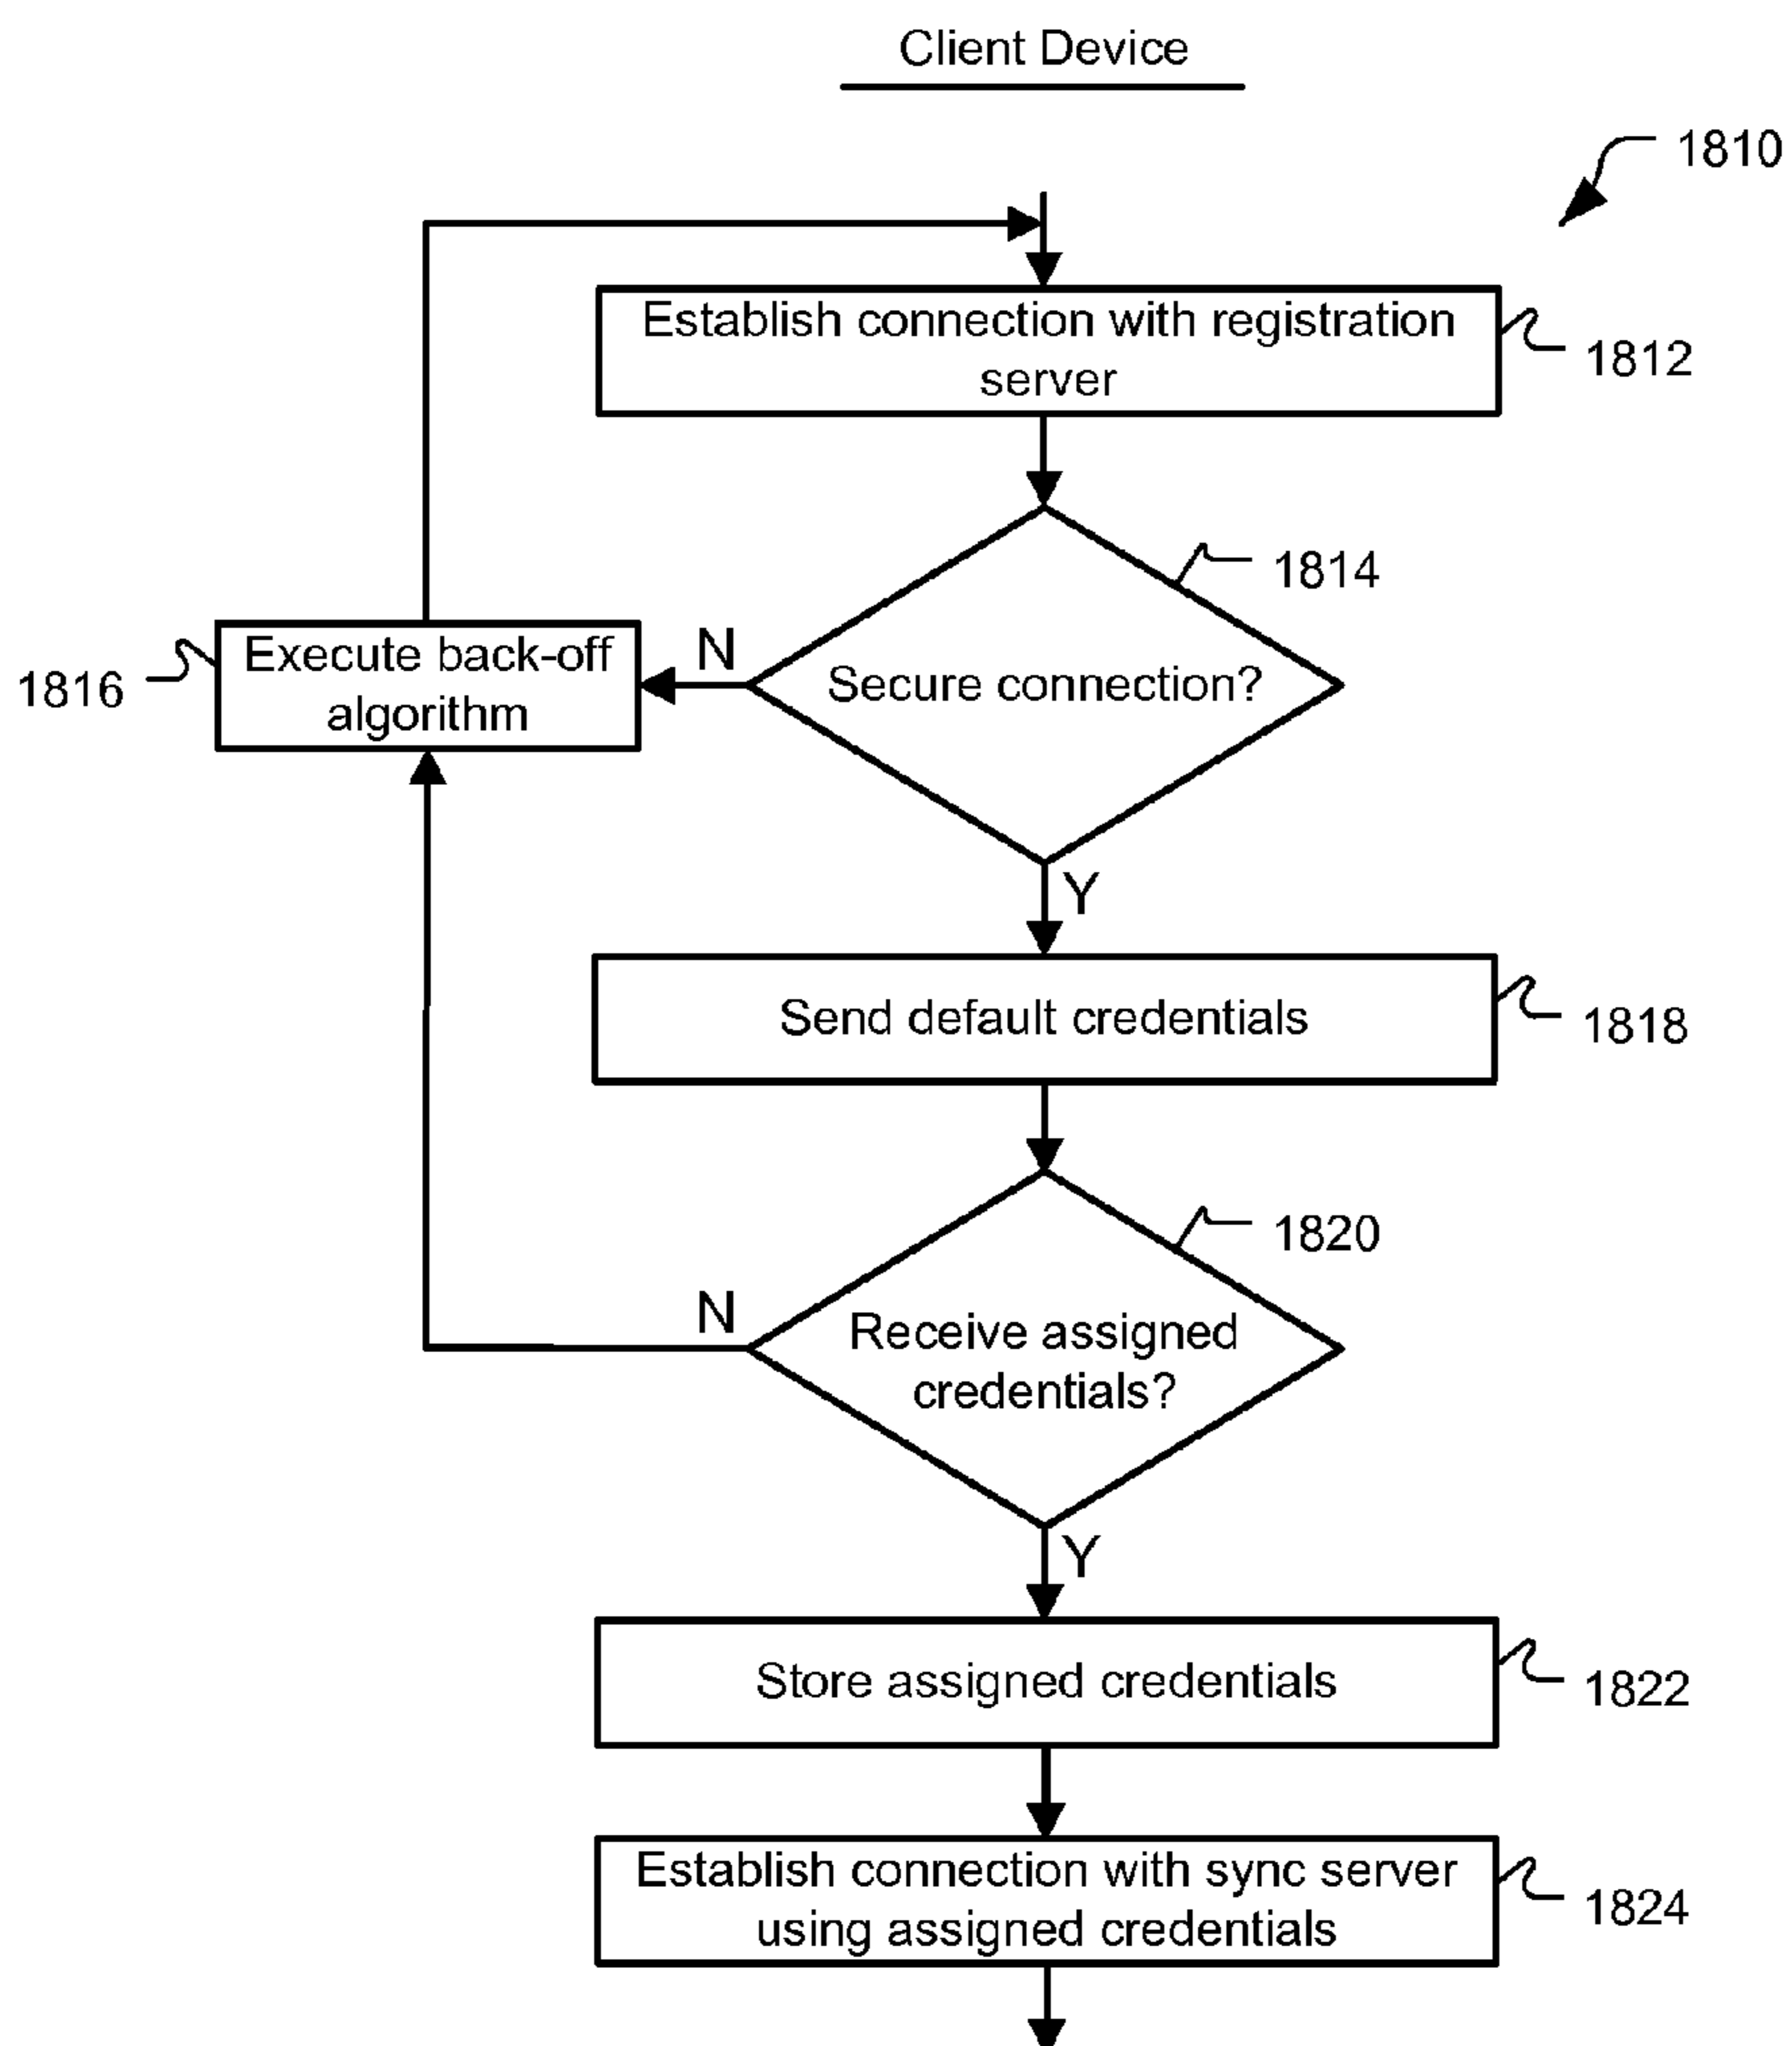 Client Device
1810
Establish connection with registration
server
1812
1814
Secure connection?
N
Execute back-off
algorithm
1816
Y
Send default credentials
1818
1820
Receive assigned
credentials?
N
Y
Store assigned credentials
1822
Establish connection with sync server
using assigned credentials
1824